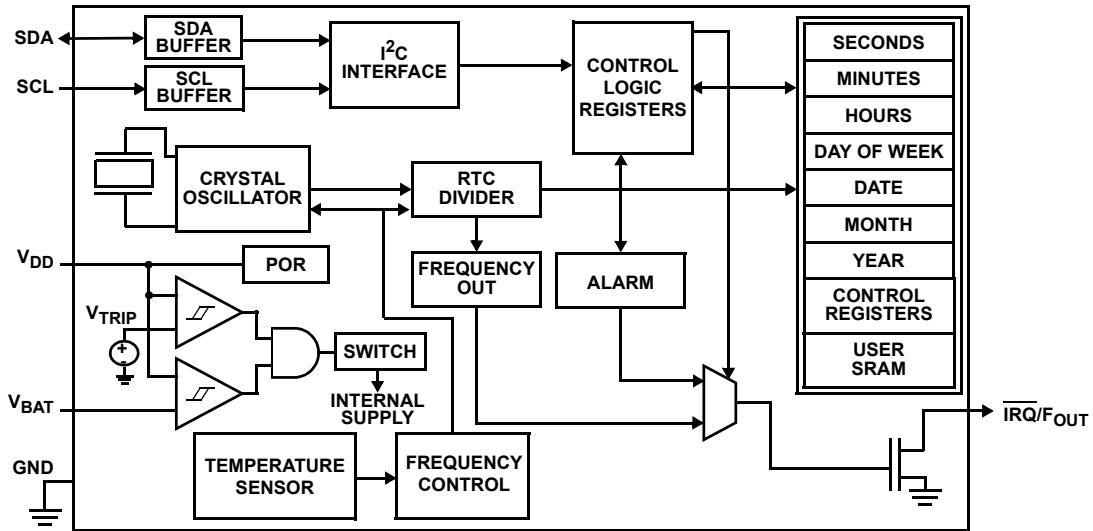 SDA
SDA
BUFFER
SCL
SCL
BUFFER
I²C
INTERFACE
CONTROL
LOGIC
REGISTERS
SECONDS
MINUTES
HOURS
DAY OF WEEK
DATE
MONTH
YEAR
CONTROL
REGISTERS
USER
SRAM
CRYSTAL
OSCILLATOR
RTC
DIVIDER
VDD
POR
FREQUENCY
OUT
ALARM
VTRIP
+
-
SWITCH
INTERNAL
SUPPLY
VBAT
IRQ/FOUT
GND
TEMPERATURE
SENSOR
FREQUENCY
CONTROL